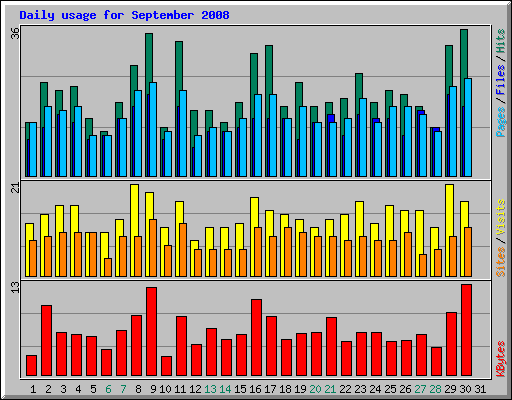 Daily usage for September 2008
36
Pages / Files / Hits
21
Sites / Visits
13
KBytes
1 2 3 4 5 6 7 8 9 10 11 12 13 14 15 16 17 18 19 20 21 22 23 24 25 26 27 28 29 30 31